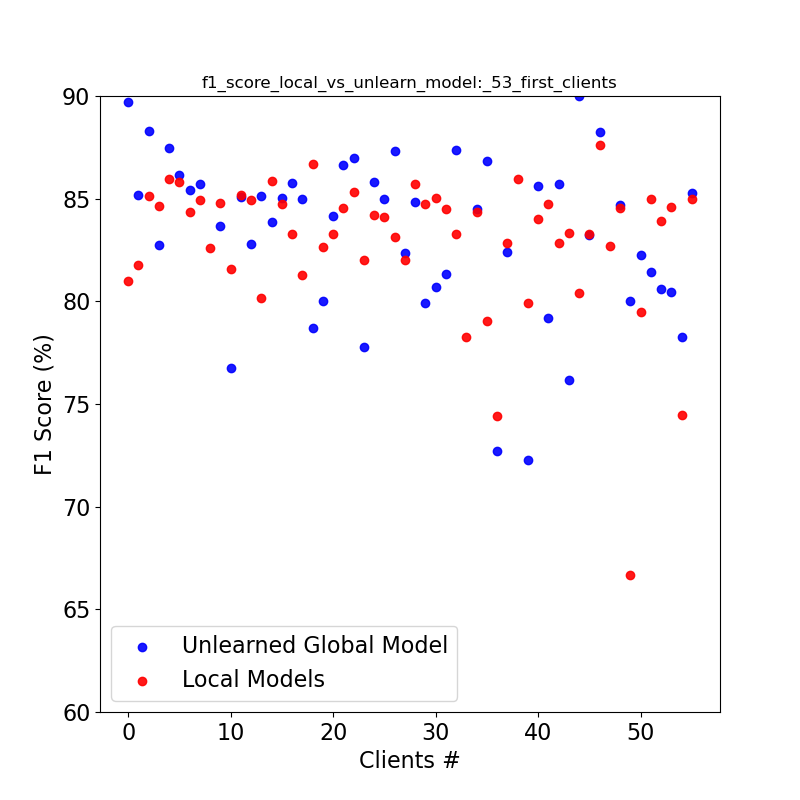 f1_score_local_vs_unlearn_model:_53_first_clients
90
85
80
75
70
65
60
F1 Score (%)
Unlearned Global Model
Local Models
0 10 20 30 40 50
Clients #